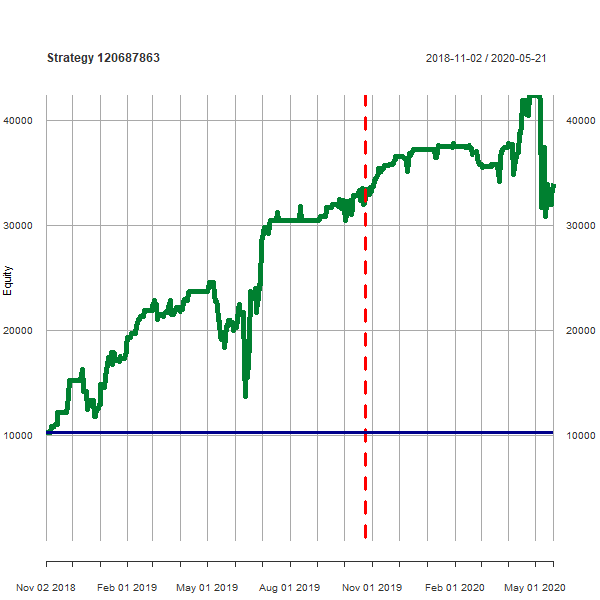 Strategy 120687863
2018-11-02 / 2020-05-21
40000
40000
30000
30000
Equity
20000
20000
10000
10000
Nov 02 2018
Feb 01 2019
May 01 2019
Aug 01 2019
Nov 01 2019
Feb 01 2020
May 01 2020